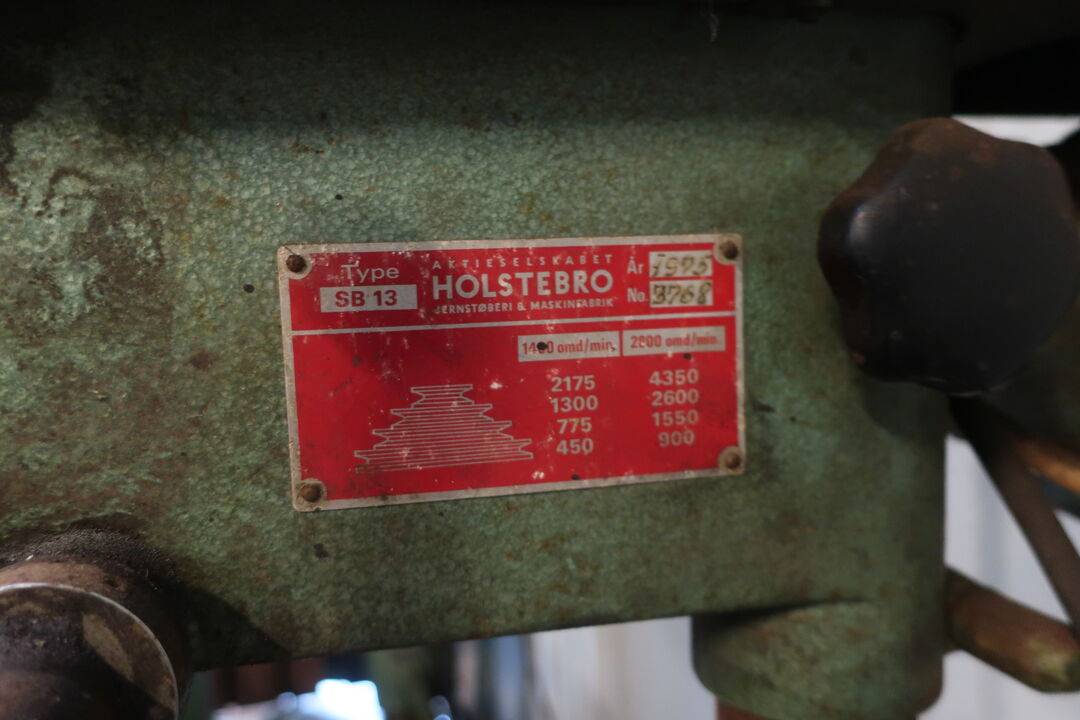 Type
SB 13
AKTIESELSKABET
HOLSTEBRO
JERNSTØBERI & MASKINFABRIK
År 1975
No. 3768
1400 omd/min. 2800 omd/min.
2175 4350
1300 2600
775 1550
450 900